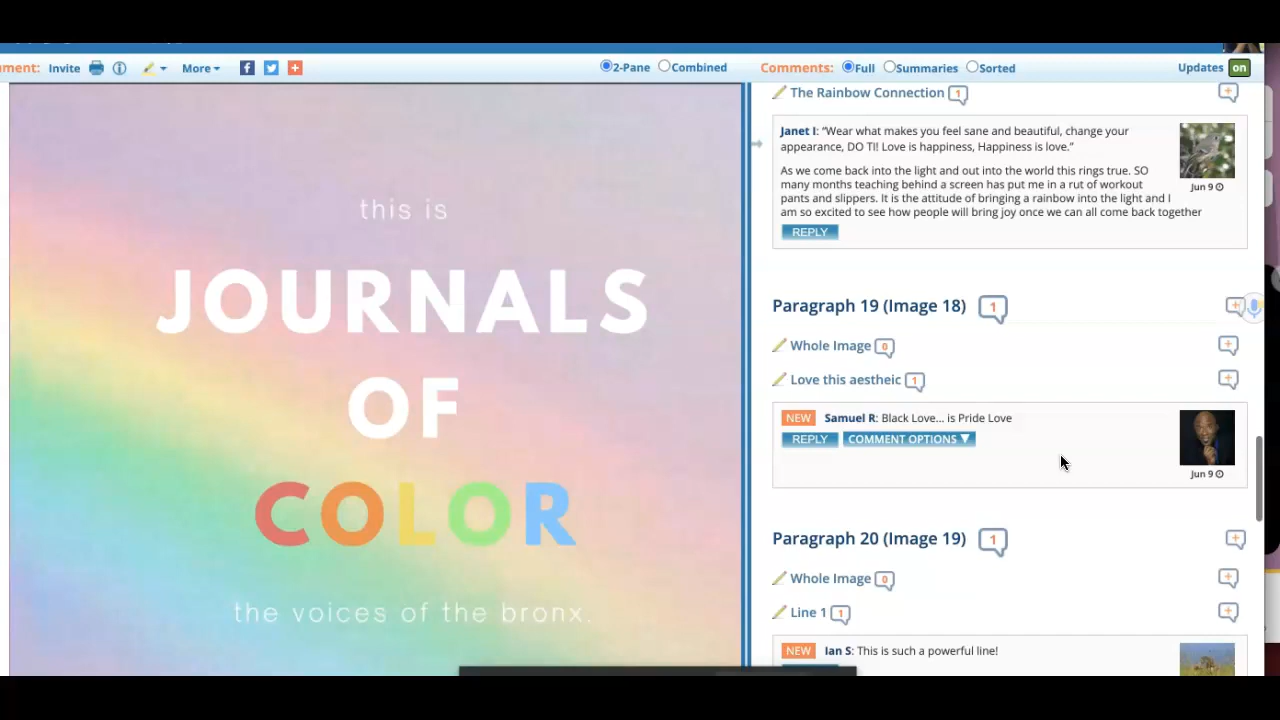 ment: Invite More 2-Pane Combined Comments: Full Summaries Sorted Updates on
this is
JOURNALS
OF
COLOR
the voices of the bronx.
The Rainbow Connection 1
Janet I: “Wear what makes you feel sane and beautiful, change your
appearance, DO TI! Love is happiness, Happiness is love.”
As we come back into the light and out into the world this rings true. SO
many months teaching behind a screen has put me in a rut of workout
pants and slippers. It is the attitude of bringing a rainbow into the light and I
am so excited to see how people will bring joy once we can all come back together
Jun 9
REPLY
Paragraph 19 (Image 18) 1
Whole Image 0
Love this aestheic 1
NEW Samuel R: Black Love... is Pride Love
REPLY COMMENT OPTIONS
Jun 9
Paragraph 20 (Image 19) 1
Whole Image 0
Line 1 1
NEW Ian S: This is such a powerful line!